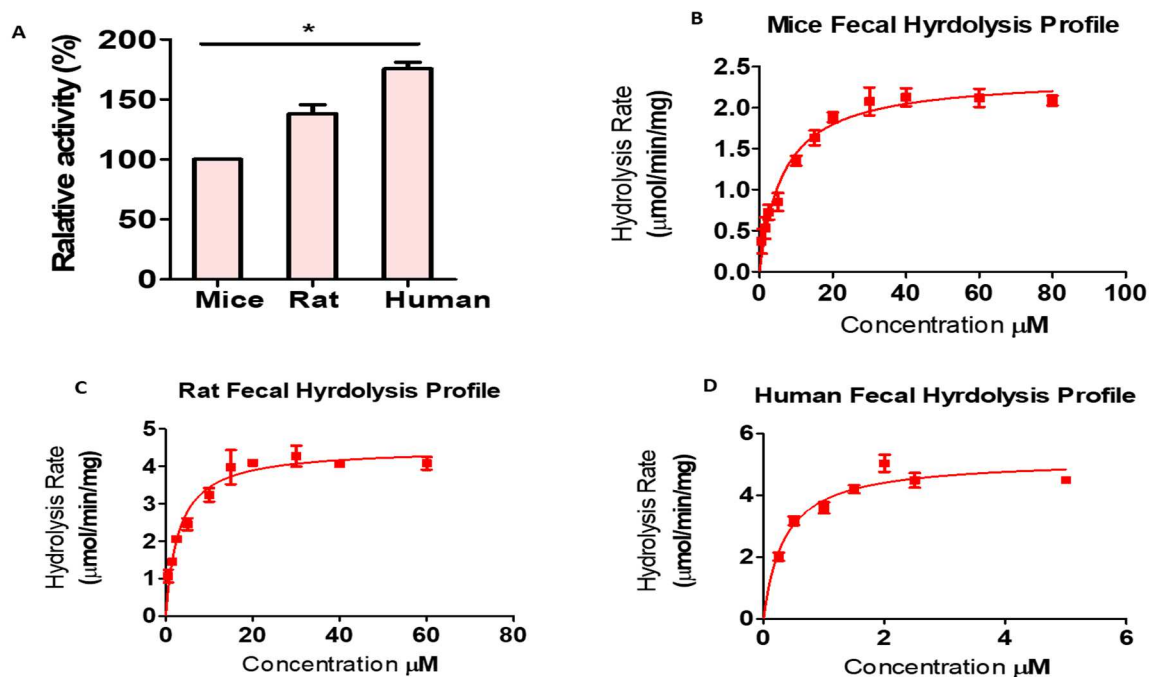 A
Ralative activity (%)
200
150
100
50
0
*
Mice Rat Human
B
Mice Fecal Hyrdolysis Profile
Hydrolysis Rate
(μmol/min/mg)
2.5
2.0
1.5
1.0
0.5
0.0
0 20 40 60 80 100
Concentration μM
C
Rat Fecal Hyrdolysis Profile
Hydrolysis Rate
(μmol/min/mg)
5
4
3
2
1
0
0 20 40 60 80
Concentration μM
D
Human Fecal Hyrdolysis Profile
Hydrolysis Rate
(μmol/min/mg)
6
4
2
0
0 2 4 6
Concentration μM